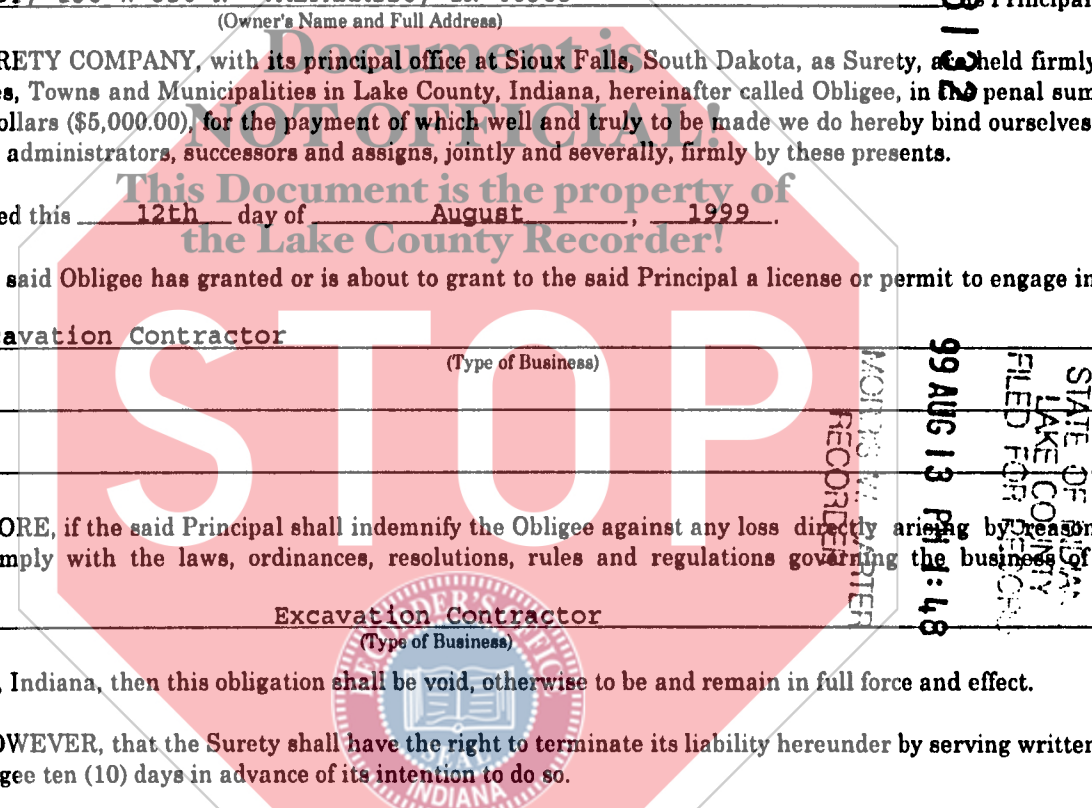 (Owner's Name and Full Address)
RETY COMPANY, with its principal office at Sioux Falls, South Dakota, as Surety, are held firmly
es, Towns and Municipalities in Lake County, Indiana, hereinafter called Obligee, in the penal sum
ollars ($5,000.00), for the payment of which well and truly to be made we do hereby bind ourselves
administrators, successors and assigns, jointly and severally, firmly by these presents.
ed this 12th day of August, 1999.
said Obligee has granted or is about to grant to the said Principal a license or permit to engage in
avation Contractor
(Type of Business)
ORE, if the said Principal shall indemnify the Obligee against any loss directly arising by reason
mply with the laws, ordinances, resolutions, rules and regulations governing the business of
Excavation Contractor
(Type of Business)
, Indiana, then this obligation shall be void, otherwise to be and remain in full force and effect.
OWEVER, that the Surety shall have the right to terminate its liability hereunder by serving written
gee ten (10) days in advance of its intention to do so.
Document is
NOT OFFICIAL!
This Document is the property of
the Lake County Recorder!
STOP
RECORDER'S OFFICE
SEAL
INDIANA
STATE OF INDIANA
LAKE COUNTY
FILED FOR RECORD
99 AUG 13 PM 1:48
RECORDER